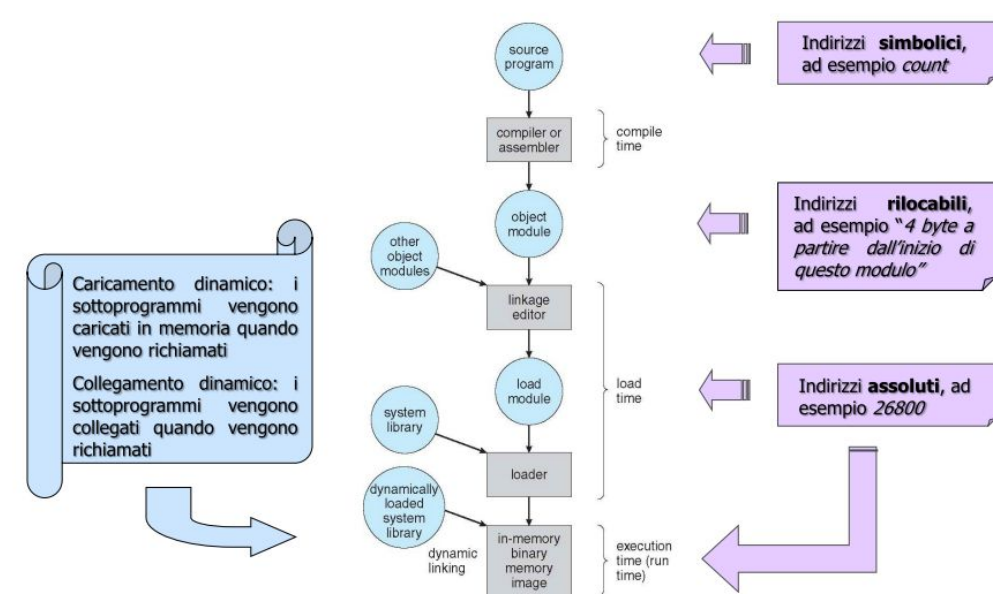 source
program
Indirizzi simbolici,
ad esempio count
compiler or
assembler
compile
time
object
module
Indirizzi rilocabili,
ad esempio “4 byte a
partire dall’inizio di
questo modulo”
other
object
modules
linkage
editor
Caricamento dinamico: i
sottoprogrammi vengono
caricati in memoria quando
vengono richiamati
Collegamento dinamico: i
sottoprogrammi vengono
collegati quando vengono
richiamati
load
module
load
time
Indirizzi assoluti, ad
esempio 26800
system
library
loader
dynamically
loaded
system
library
dynamic
linking
in-memory
binary
memory
image
execution
time (run
time)